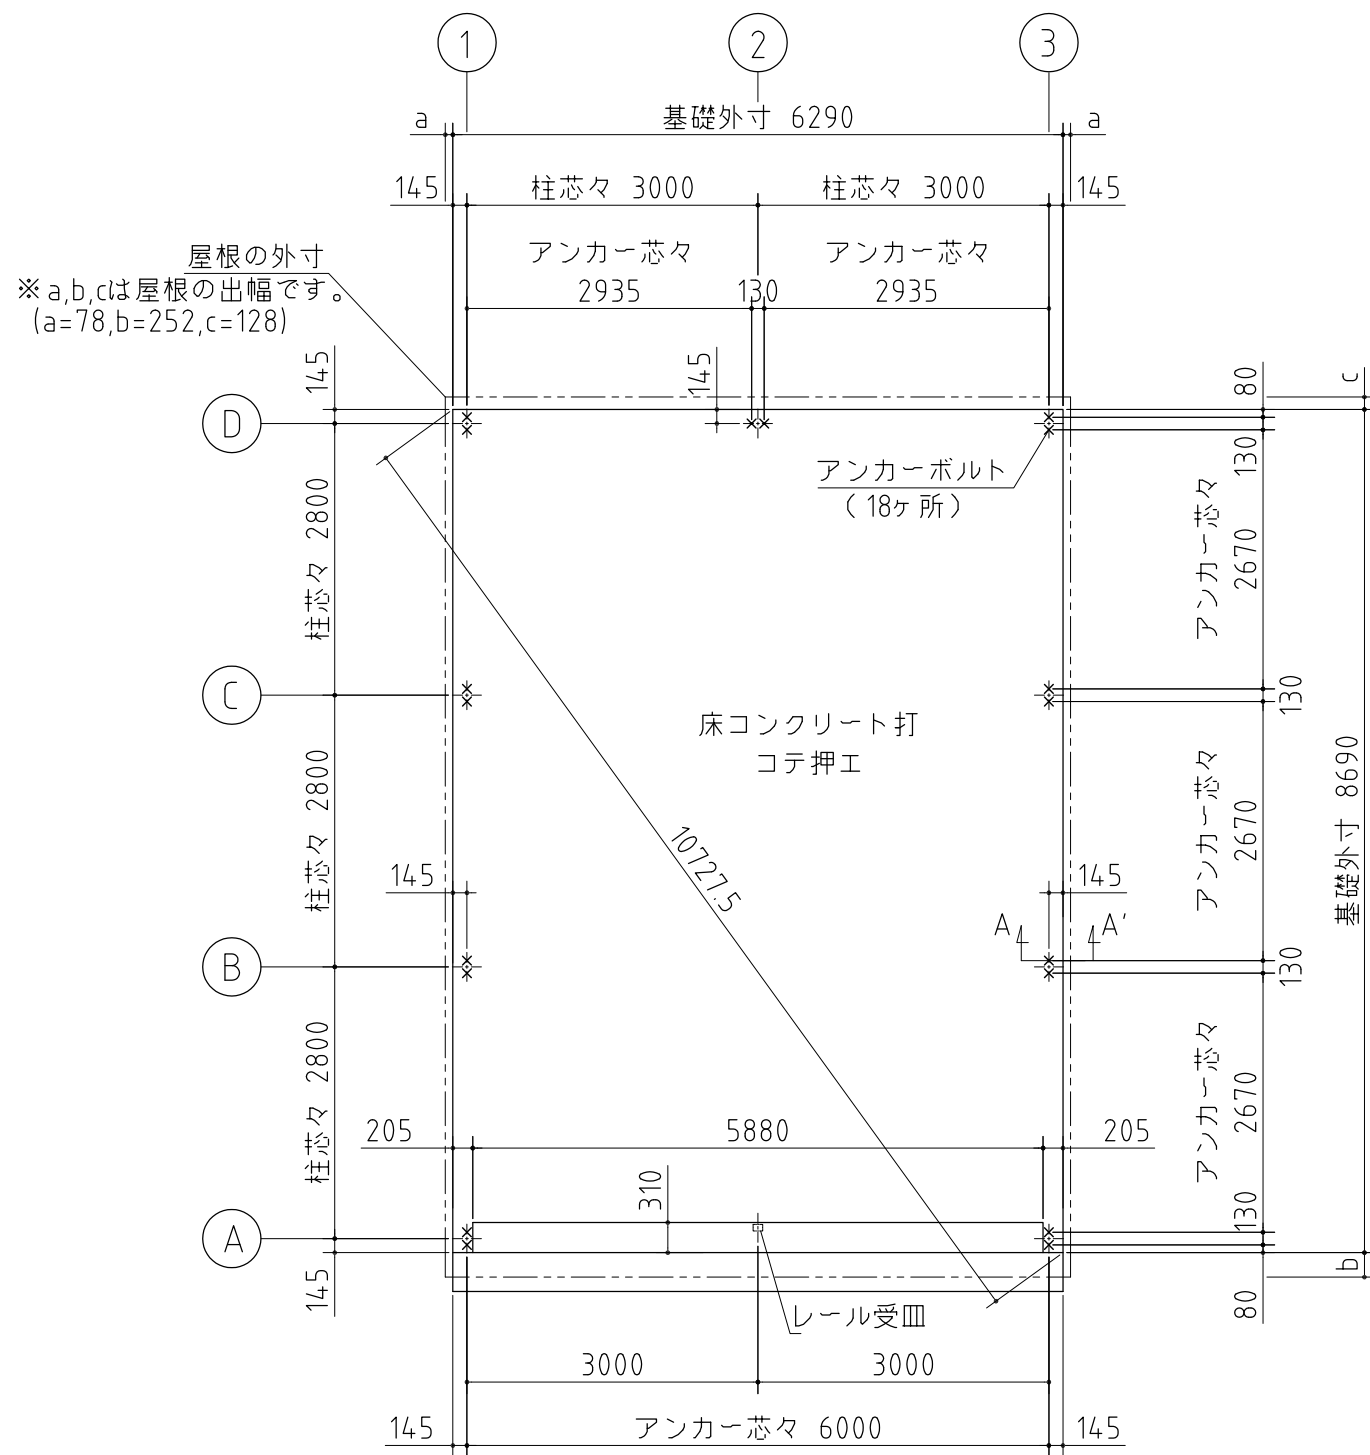 1
2
3
a
基礎外寸 6290
a
145
柱芯々 3000
柱芯々 3000
145
アンカー芯々
2935
130
アンカー芯々
2935
屋根の外寸
※a,b,cは屋根の出幅です。
(a=78,b=252,c=128)
145
145
80
c
D
アンカーボルト
(18ヶ所)
130
柱芯々 2800
アンカー芯々
2670
C
130
床コンクリート打
コテ押エ
柱芯々 2800
アンカー芯々
2670
基礎外寸 8690
10727.5
145
145
A
A'
B
130
柱芯々 2800
アンカー芯々
2670
205
5880
205
310
130
A
145
b
80
レール受皿
3000
3000
145
アンカー芯々 6000
145